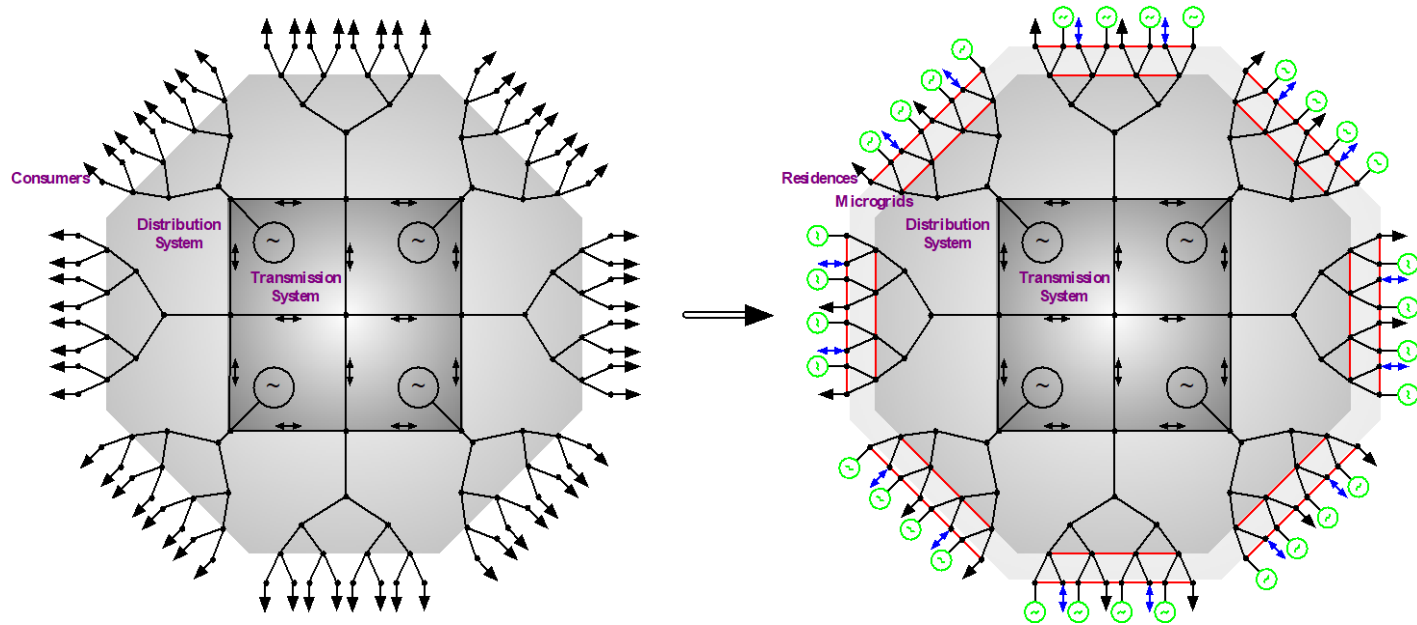 Consumers
Distribution
System
Transmission
System
Residences
Microgrids
Distribution
System
Transmission
System